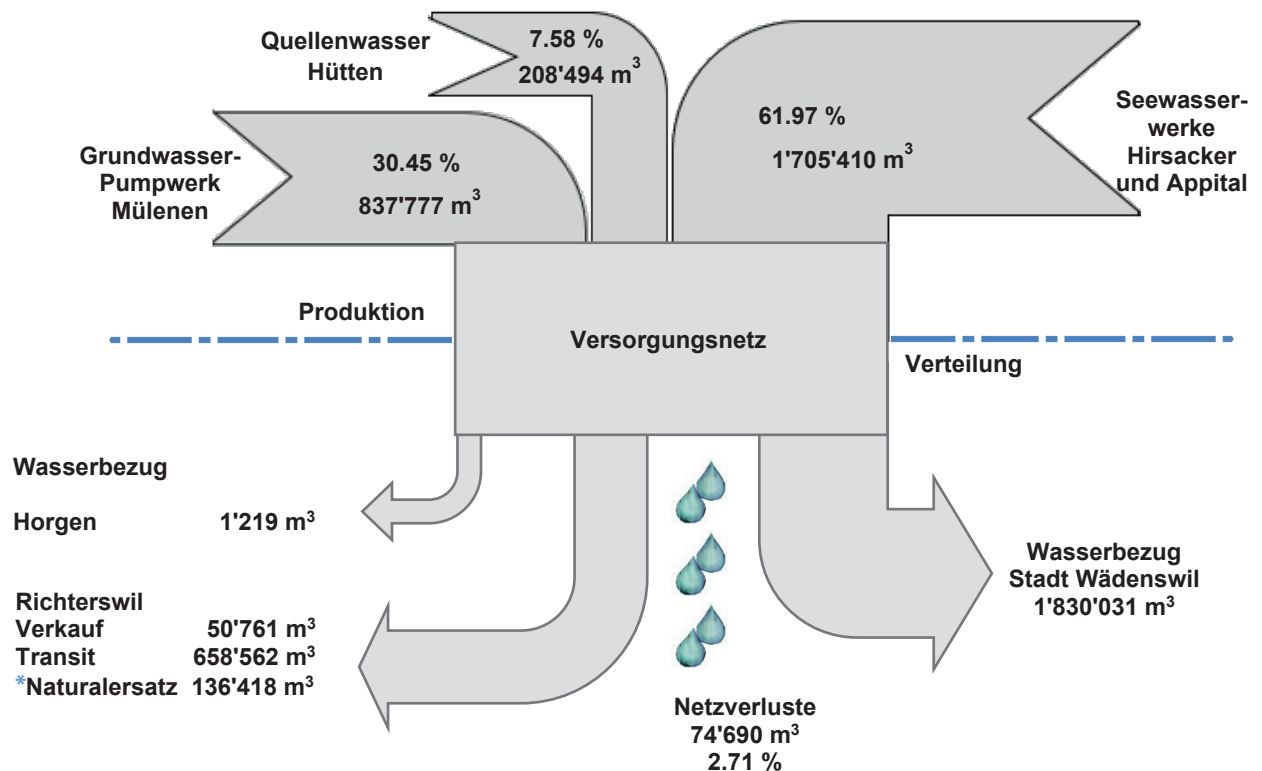 Quellenwasser
Hütten
7.58 %
208'494 m³
Grundwasser-
Pumpwerk
Mülenen
30.45 %
837'777 m³
61.97 %
1'705'410 m³
Seewasser-
werke
Hirsacker
und Appital
Produktion
Versorgungsnetz
Verteilung
Wasserbezug
Horgen 1'219 m³
Richterswil
Verkauf 50'761 m³
Transit 658'562 m³
*Naturalersatz 136'418 m³
Netzverluste
74'690 m³
2.71 %
Wasserbezug
Stadt Wädenswil
1'830'031 m³